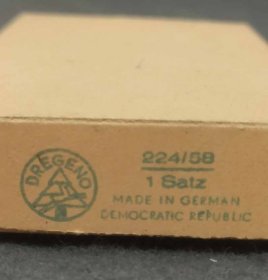 DREGENO
224/58
1 Satz
MADE IN GERMAN
DEMOCRATIC REPUBLIC